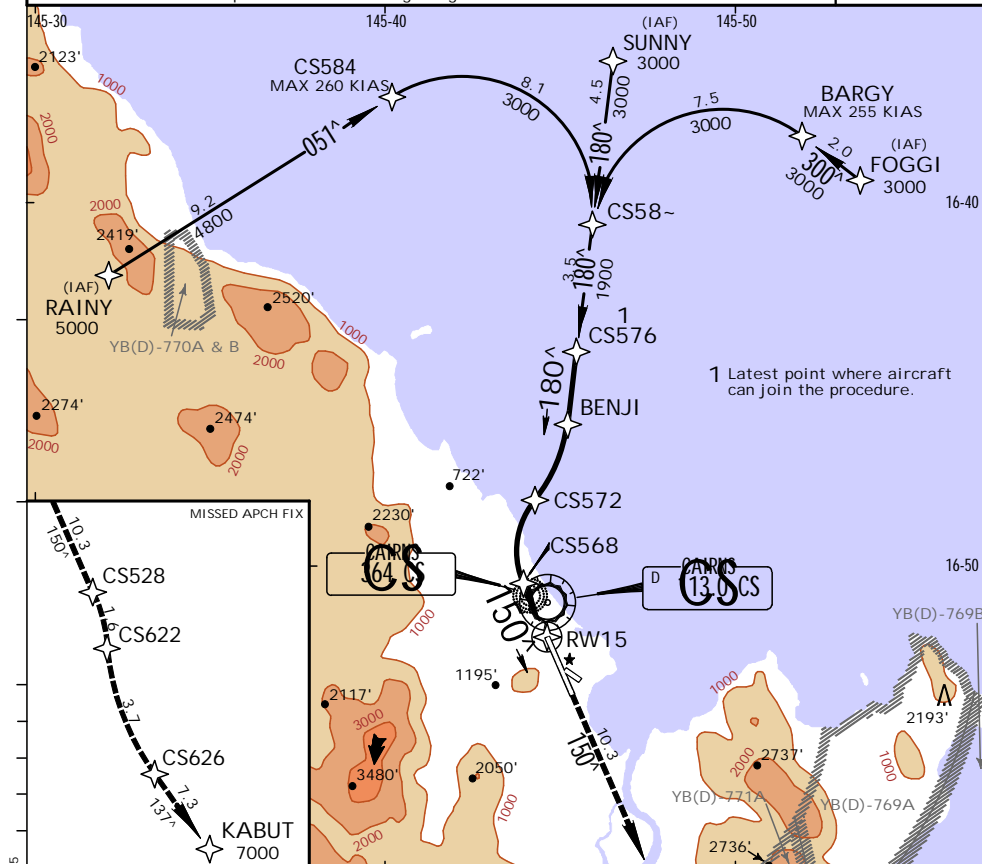 145-30
145-40
145-50
(IAF)
SUNNY
3000
2123'
1000
CS584
MAX 260 KIAS
8.1
3000
4.5
3000
180^
7.5
3000
BARGY
MAX 255 KIAS
2.0
300^
3000
(IAF)
FOGGI
3000
2000
051^
9.2
4800
2000
2419'
CS58~
16-40
(IAF)
RAINY
5000
3.5
180^
1900
2520'
1000
2000
YB(D)-770A & B
1
CS576
180^
1 Latest point where aircraft
can join the procedure.
BENJI
2274'
2000
2474'
2000
722'
CS572
2230'
MISSED APCH FIX
10.3
150^
CS528
1.6
CS622
3.7
CS626
7.3
137^
KABUT
7000
CS568
CAIRNS
364 CS
CS
D
CAIRNS
113.0 CS
CS
16-50
150^
RW15
1000
YB(D)-769B
1195'
2117'
3000
3480'
2000
2050'
1000
10.3
150^
1000
2737'
2000
2193'
1000
YB(D)-771A
YB(D)-769A
2736'
5